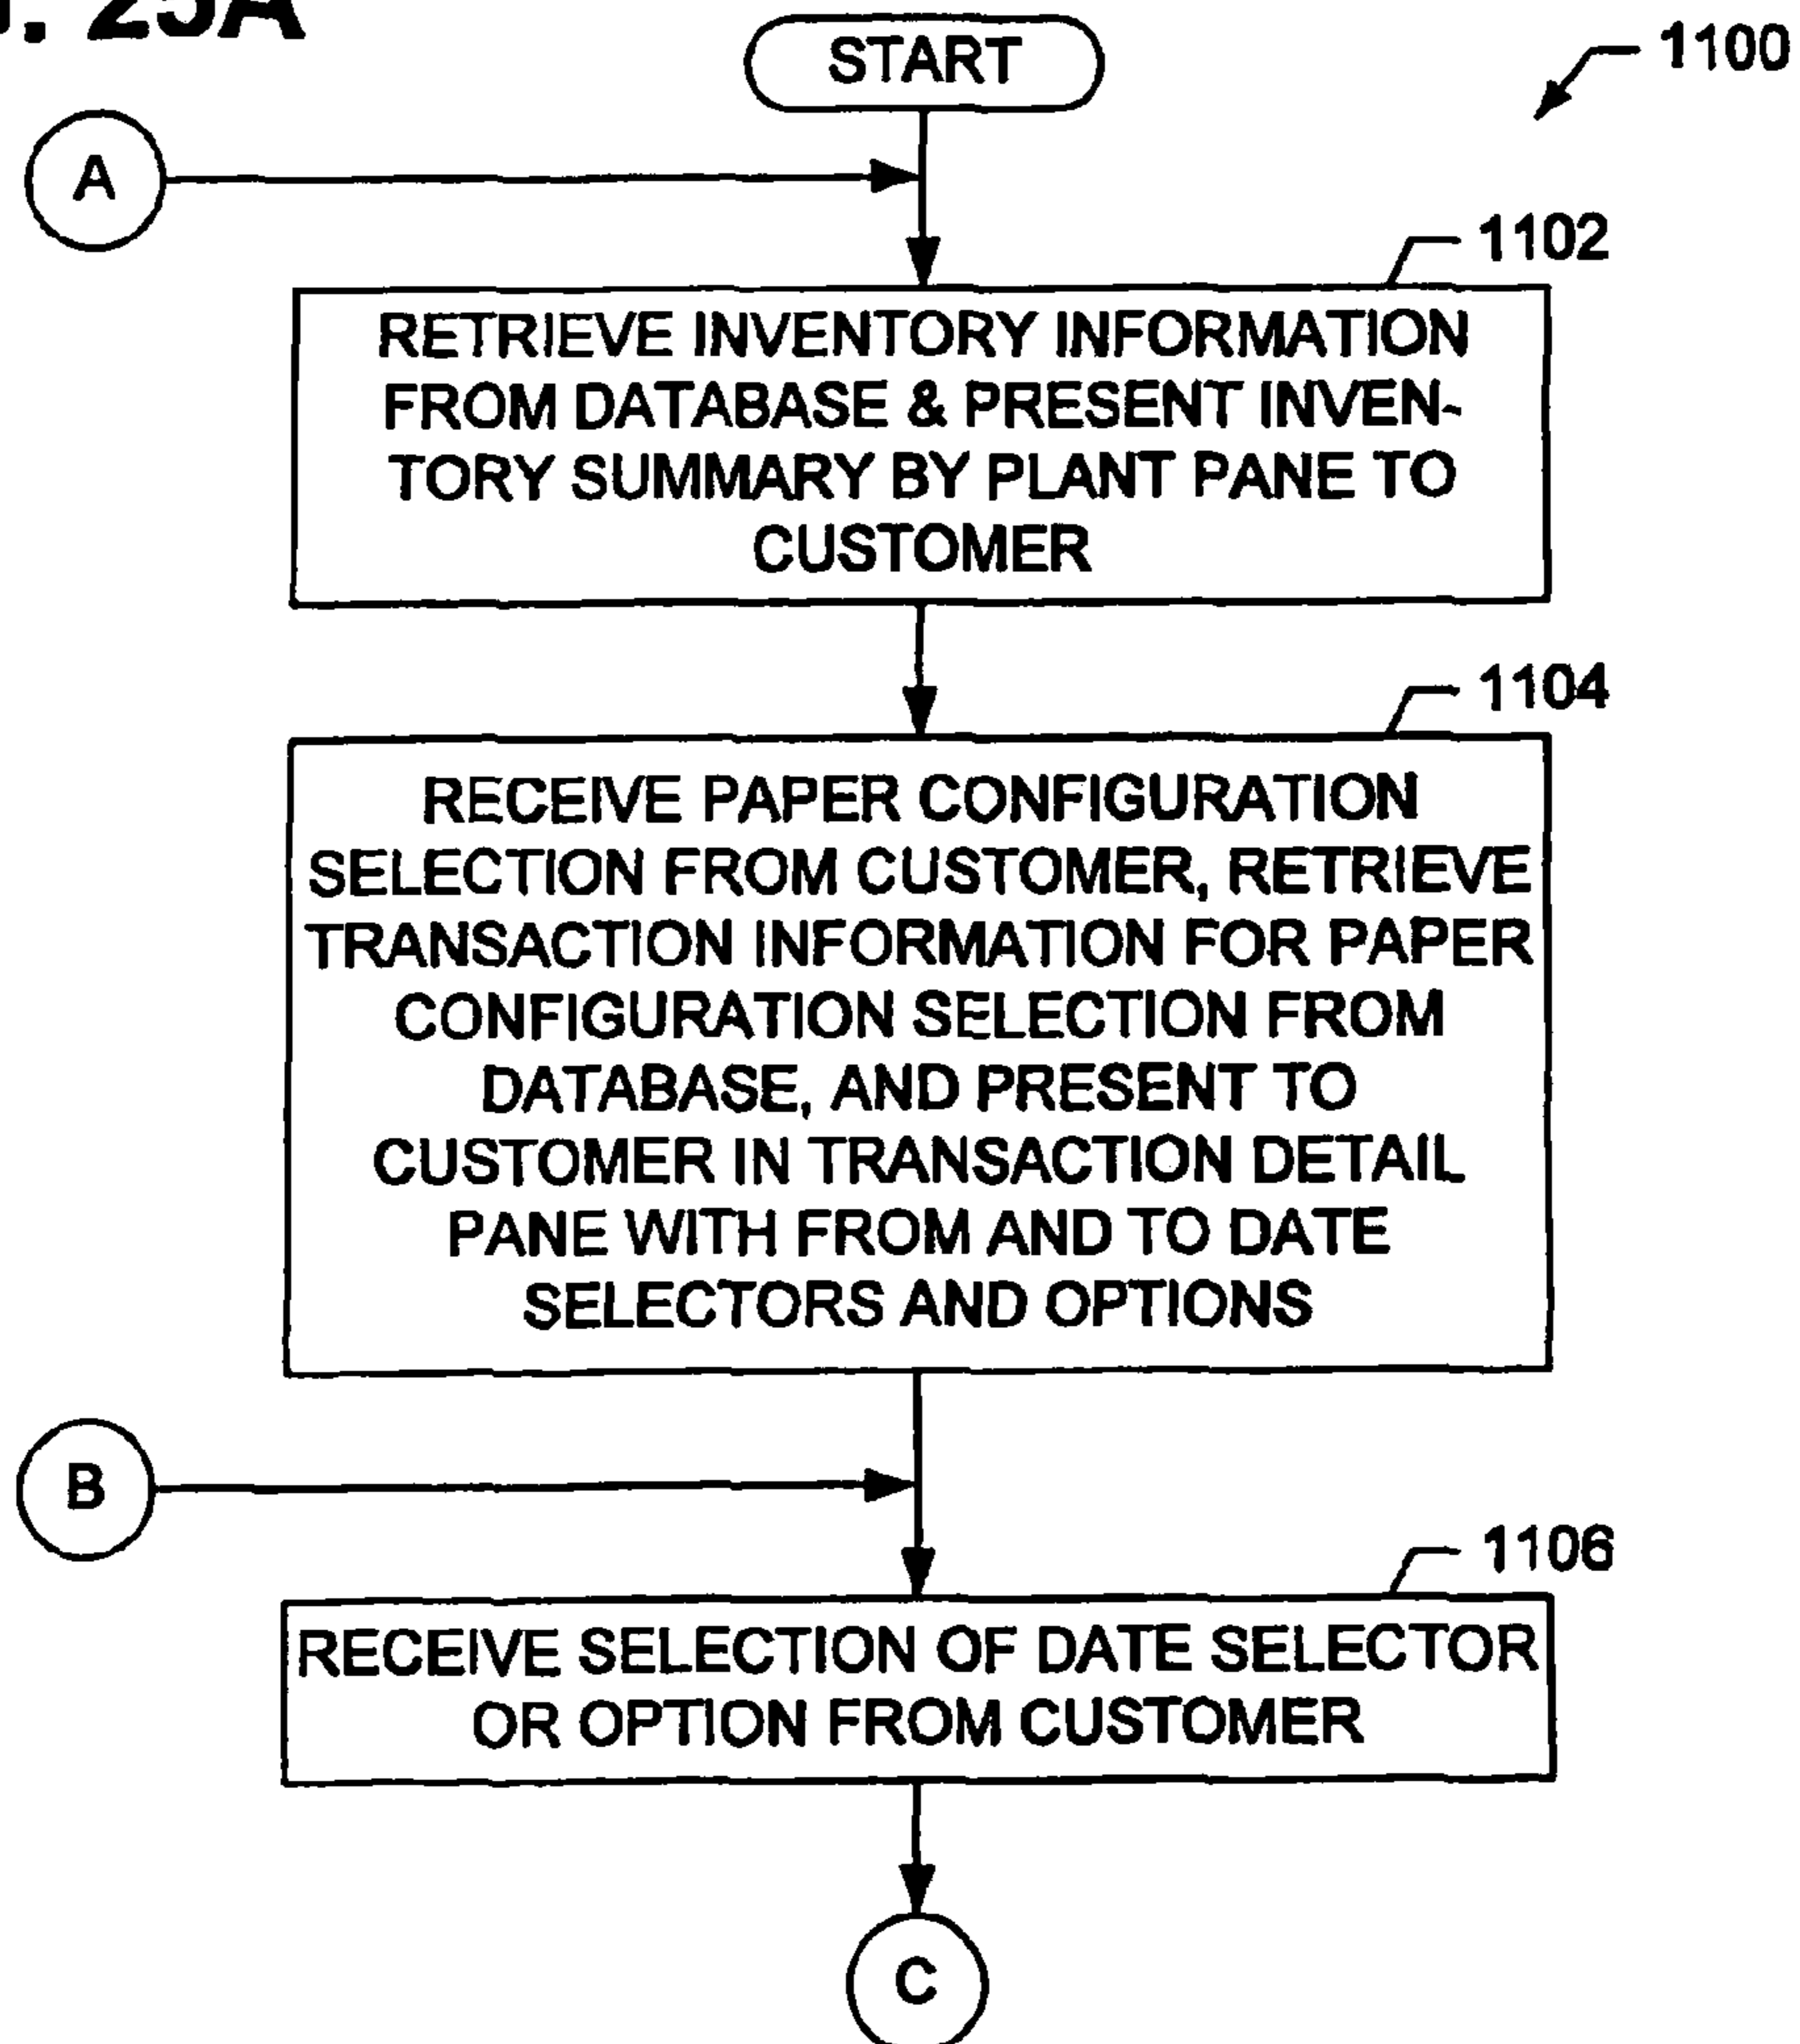 25A
START
1100
A
1102
RETRIEVE INVENTORY INFORMATION
FROM DATABASE & PRESENT INVEN-
TORY SUMMARY BY PLANT PANE TO
CUSTOMER
1104
RECEIVE PAPER CONFIGURATION
SELECTION FROM CUSTOMER, RETRIEVE
TRANSACTION INFORMATION FOR PAPER
CONFIGURATION SELECTION FROM
DATABASE, AND PRESENT TO
CUSTOMER IN TRANSACTION DETAIL
PANE WITH FROM AND TO DATE
SELECTORS AND OPTIONS
B
1106
RECEIVE SELECTION OF DATE SELECTOR
OR OPTION FROM CUSTOMER
C